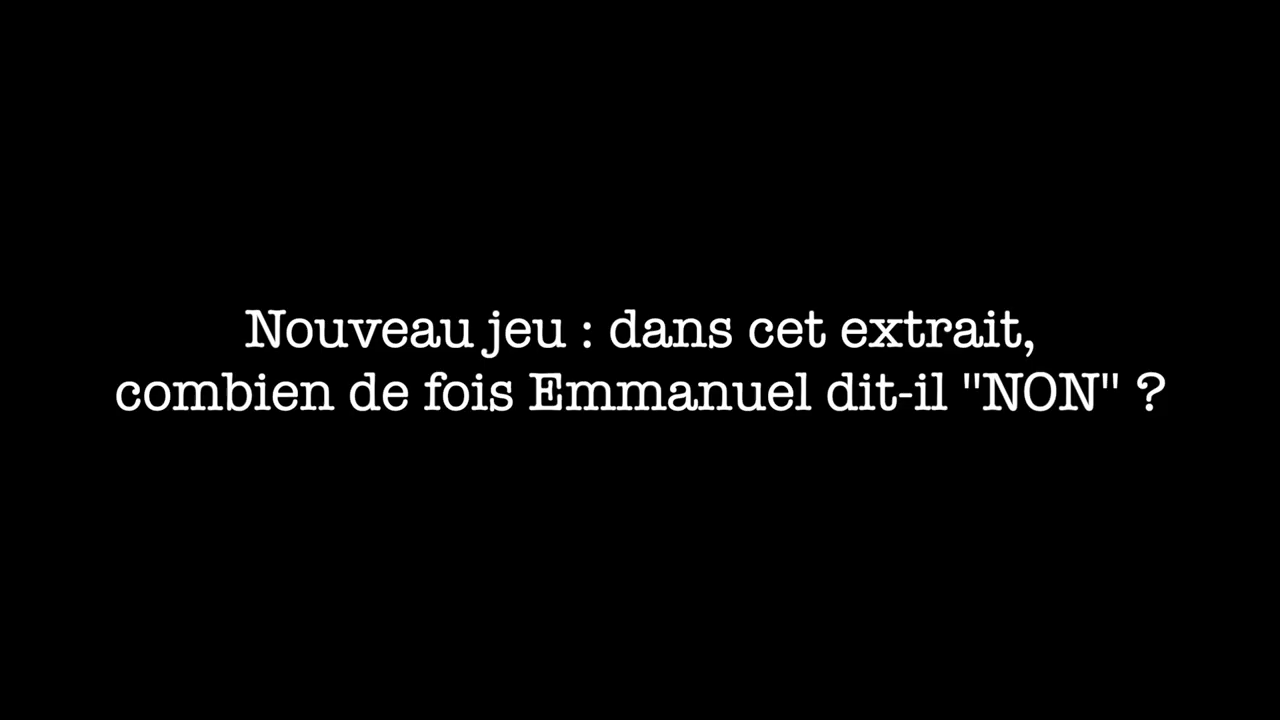 Nouveau jeu : dans cet extrait,
combien de fois Emmanuel dit-il "NON" ?